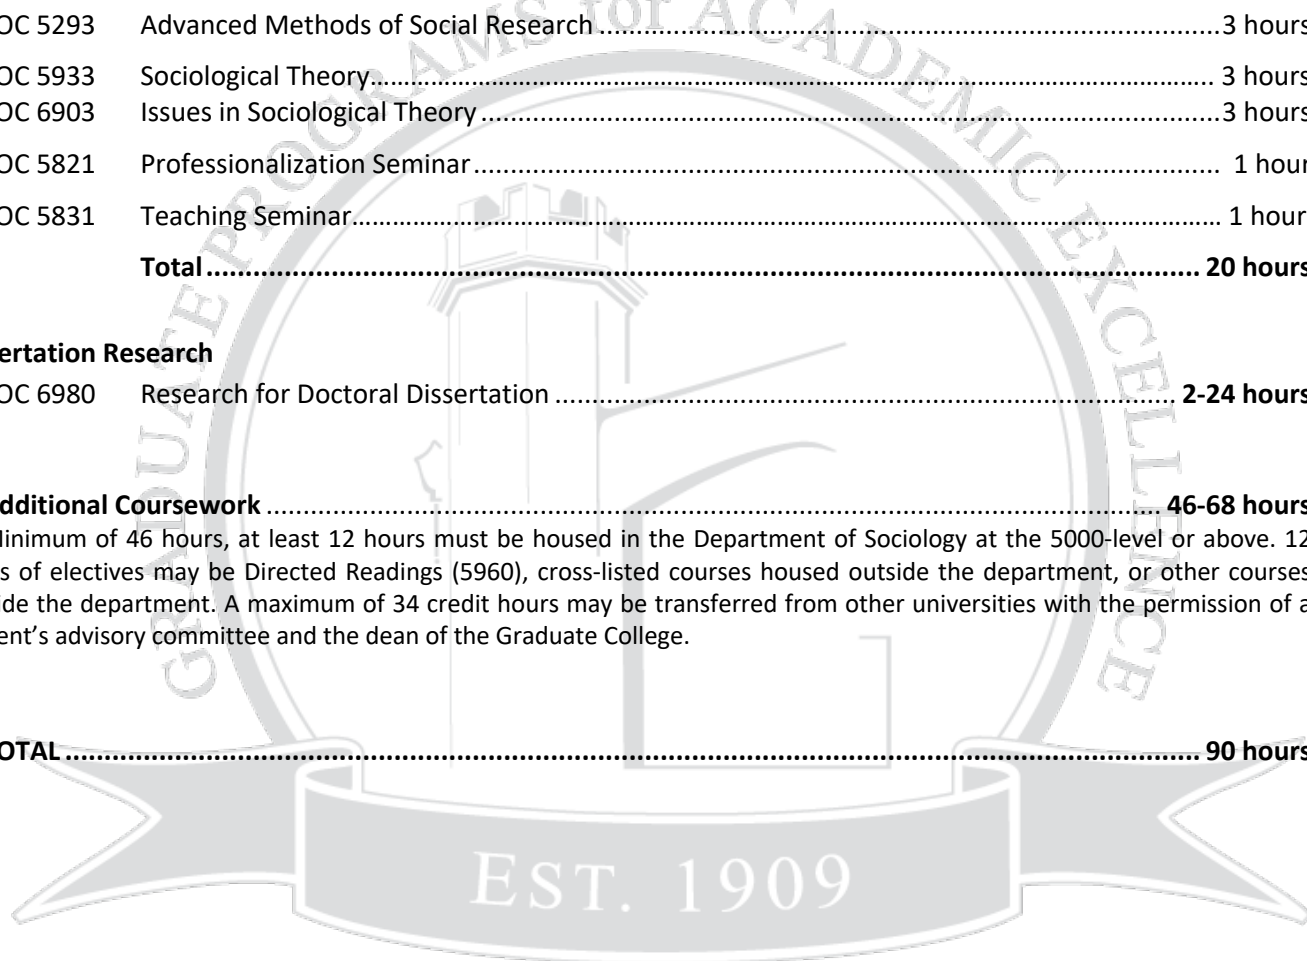 OC 5293 Advanced Methods of Social Research 3 hours
OC 5933 Sociological Theory 3 hours
OC 6903 Issues in Sociological Theory 3 hours
OC 5821 Professionalization Seminar 1 hour
OC 5831 Teaching Seminar 1 hour
Total 20 hours
ertation Research
OC 6980 Research for Doctoral Dissertation 2-24 hours
dditional Coursework 46-68 hours
inimum of 46 hours, at least 12 hours must be housed in the Department of Sociology at the 5000-level or above. 12
s of electives may be Directed Readings (5960), cross-listed courses housed outside the department, or other courses
ide the department. A maximum of 34 credit hours may be transferred from other universities with the permission of a
ent's advisory committee and the dean of the Graduate College.
OTAL 90 hours
GRADUATE PROGRAMS for ACADEMIC EXCELLENCE
EST. 1909